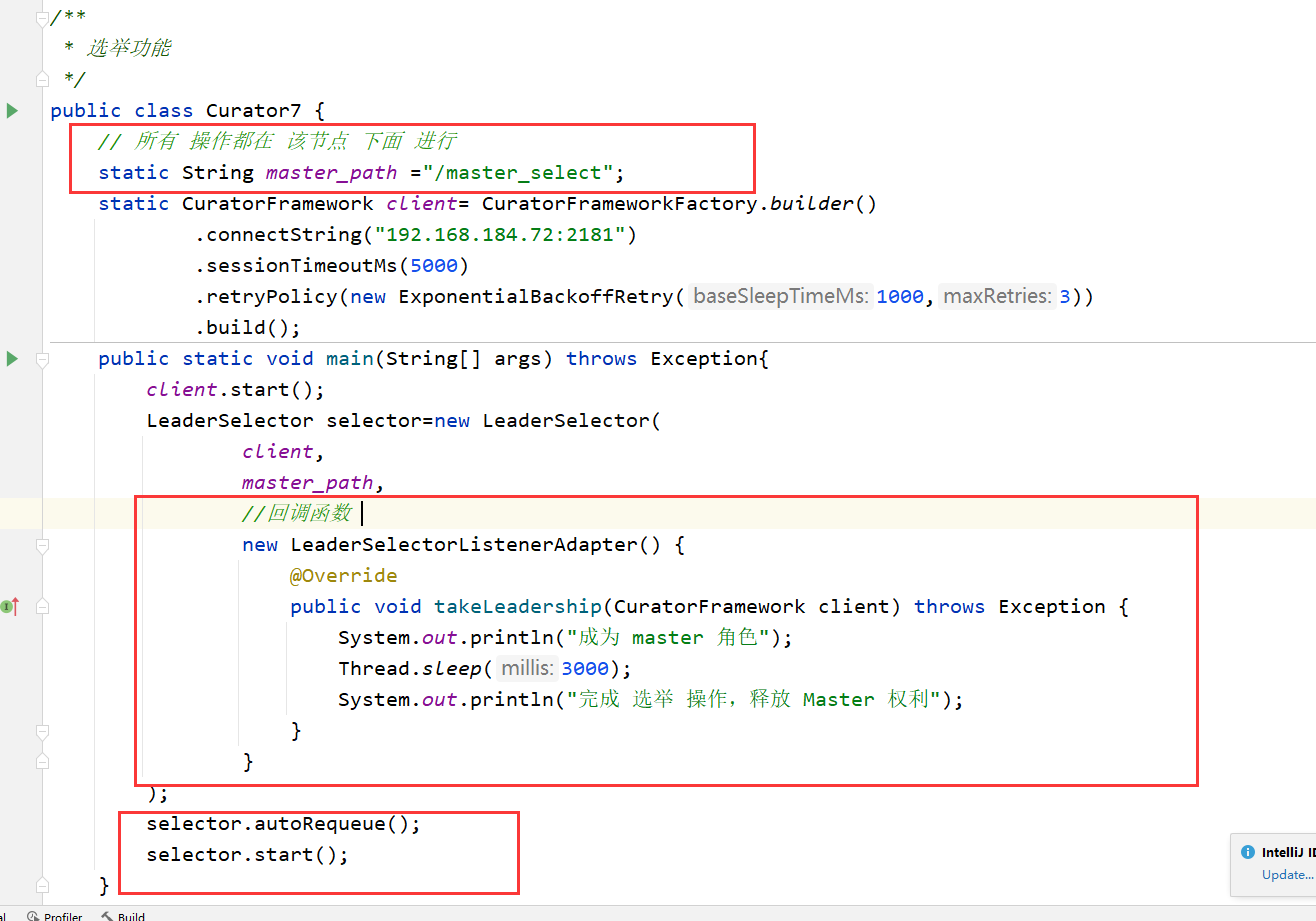 /**
 * 选举功能
 */
public class Curator7 {
    // 所有 操作都在 该节点 下面 进行
    static String master_path ="/master_select";
    static CuratorFramework client= CuratorFrameworkFactory.builder()
            .connectString("192.168.184.72:2181")
            .sessionTimeoutMs(5000)
            .retryPolicy(new ExponentialBackoffRetry( baseSleepTimeMs: 1000, maxRetries: 3))
            .build();
    public static void main(String[] args) throws Exception{
        client.start();
        LeaderSelector selector=new LeaderSelector(
                client,
                master_path,
                //回调函数
                new LeaderSelectorListenerAdapter() {
                    @Override
                    public void takeLeadership(CuratorFramework client) throws Exception {
                        System.out.println("成为 master 角色");
                        Thread.sleep( millis: 3000);
                        System.out.println("完成 选举 操作，释放 Master 权利");
                    }
                }
        );
        selector.autoRequeue();
        selector.start();
    }
IntelliJ ID
Update...
al Profiler Build